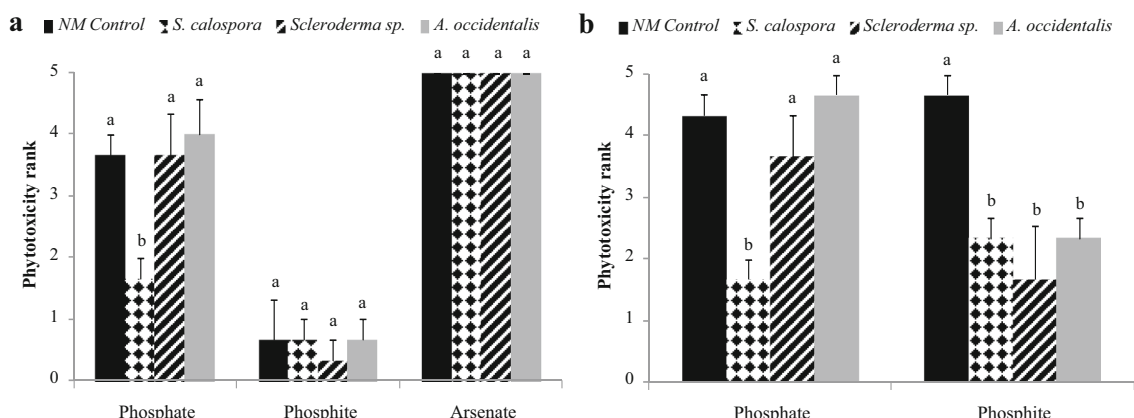 a
NM Control S. calospora Scleroderma sp. A. occidentalis
Phytotoxicity rank
5
4
3
2
1
0
a
b
a
a
a
a
a
a
a
a
a
a
Phosphate Phosphite Arsenate
b
NM Control S. calospora Scleroderma sp. A. occidentalis
Phytotoxicity rank
5
4
3
2
1
0
a
b
a
a
a
b
b
b
Phosphate Phosphite